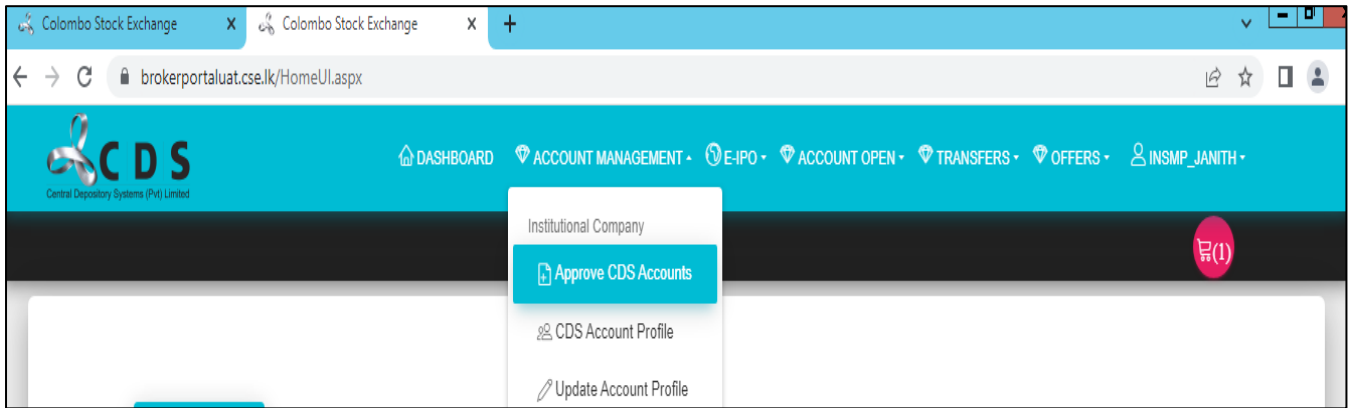 Colombo Stock Exchange X Colombo Stock Exchange X +
brokerportaluat.cse.lk/HomeUI.aspx
CDS
Central Depository Systems (Pvt) Limited
DASHBOARD ACCOUNT MANAGEMENT E-IPO ACCOUNT OPEN TRANSFERS OFFERS INSMP_JANITH
Institutional Company
(1)
Approve CDS Accounts
CDS Account Profile
Update Account Profile